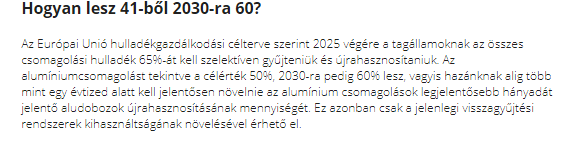 Hogyan lesz 41-ből 2030-ra 60?
Az Európai Unió hulladékgazdálkodási célterve szerint 2025 végére a tagállamoknak az összes
csomagolási hulladék 65%-át kell szelektíven gyűjteniük és újrahasznosítaniuk. Az
alumíniumcsomagolást tekintve a célérték 50%, 2030-ra pedig 60% lesz, vagyis hazánknak alig több
mint egy évtized alatt kell jelentősen növelnie az alumínium csomagolások legjelentősebb hányadát
jelentő aludobozok újrahasznosításának mennyiségét. Ez azonban csak a jelenlegi visszagyűjtési
rendszerek kihasználtságának növelésével érhető el.